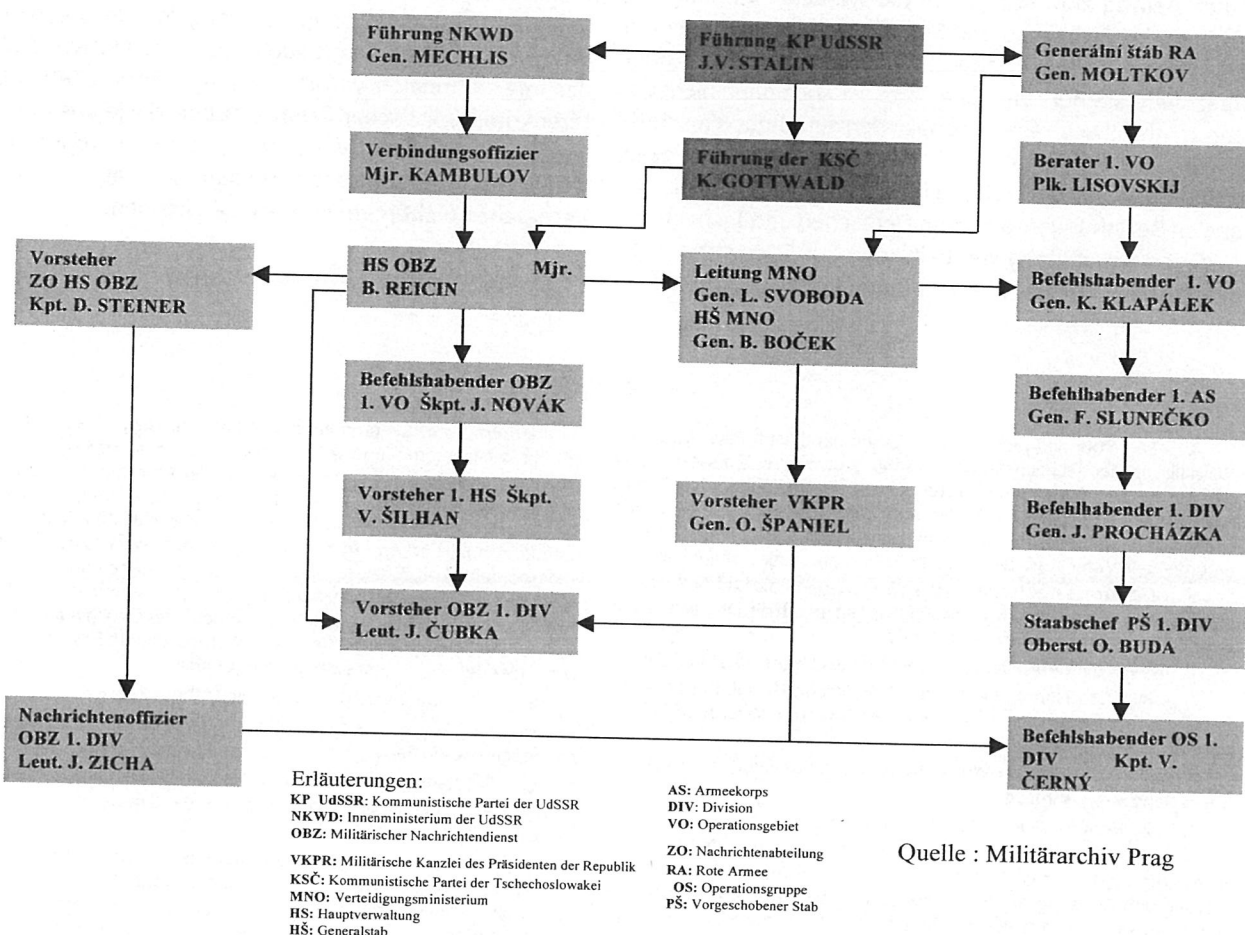 Führung NKWD
Gen. MECHLIS
Führung KP UdSSR
J.V. STALIN
Generální štáb RA
Gen. MOLTKOV
Verbindungsoffizier
Mjr. KAMBULOV
Führung der KSČ
K. GOTTWALD
Berater 1. VO
Plk. LISOVSKIJ
Vorsteher
ZO HS OBZ
Kpt. D. STEINER
HS OBZ Mjr.
B. REICIN
Leitung MNO
Gen. L. SVOBODA
HŠ MNO
Gen. B. BOČEK
Befehlshabender 1. VO
Gen. K. KLAPÁLEK
Befehlshabender OBZ
1. VO Škpt. J. NOVÁK
Befehlhabender 1. AS
Gen. F. SLUNEČKO
Vorsteher 1. HS Škpt.
V. ŠILHAN
Vorsteher VKPR
Gen. O. ŠPANIEL
Befehlhabender 1. DIV
Gen. J. PROCHÁZKA
Vorsteher OBZ 1. DIV
Leut. J. ČUBKA
Staabschef PŠ 1. DIV
Oberst. O. BUDA
Nachrichtenoffizier
OBZ 1. DIV
Leut. J. ZICHA
Befehlshabender OS 1.
DIV Kpt. V.
ČERNÝ
Erläuterungen:
KP UdSSR: Kommunistische Partei der UdSSR
NKWD: Innenministerium der UdSSR
OBZ: Militärischer Nachrichtendienst
VKPR: Militärische Kanzlei des Präsidenten der Republik
KSČ: Kommunistische Partei der Tschechoslowakei
MNO: Verteidigungsministerium
HS: Hauptverwaltung
HŠ: Generalstab
AS: Armeekorps
DIV: Division
VO: Operationsgebiet
ZO: Nachrichtenabteilung
RA: Rote Armee
OS: Operationsgruppe
PŠ: Vorgeschobener Stab
Quelle : Militärarchiv Prag